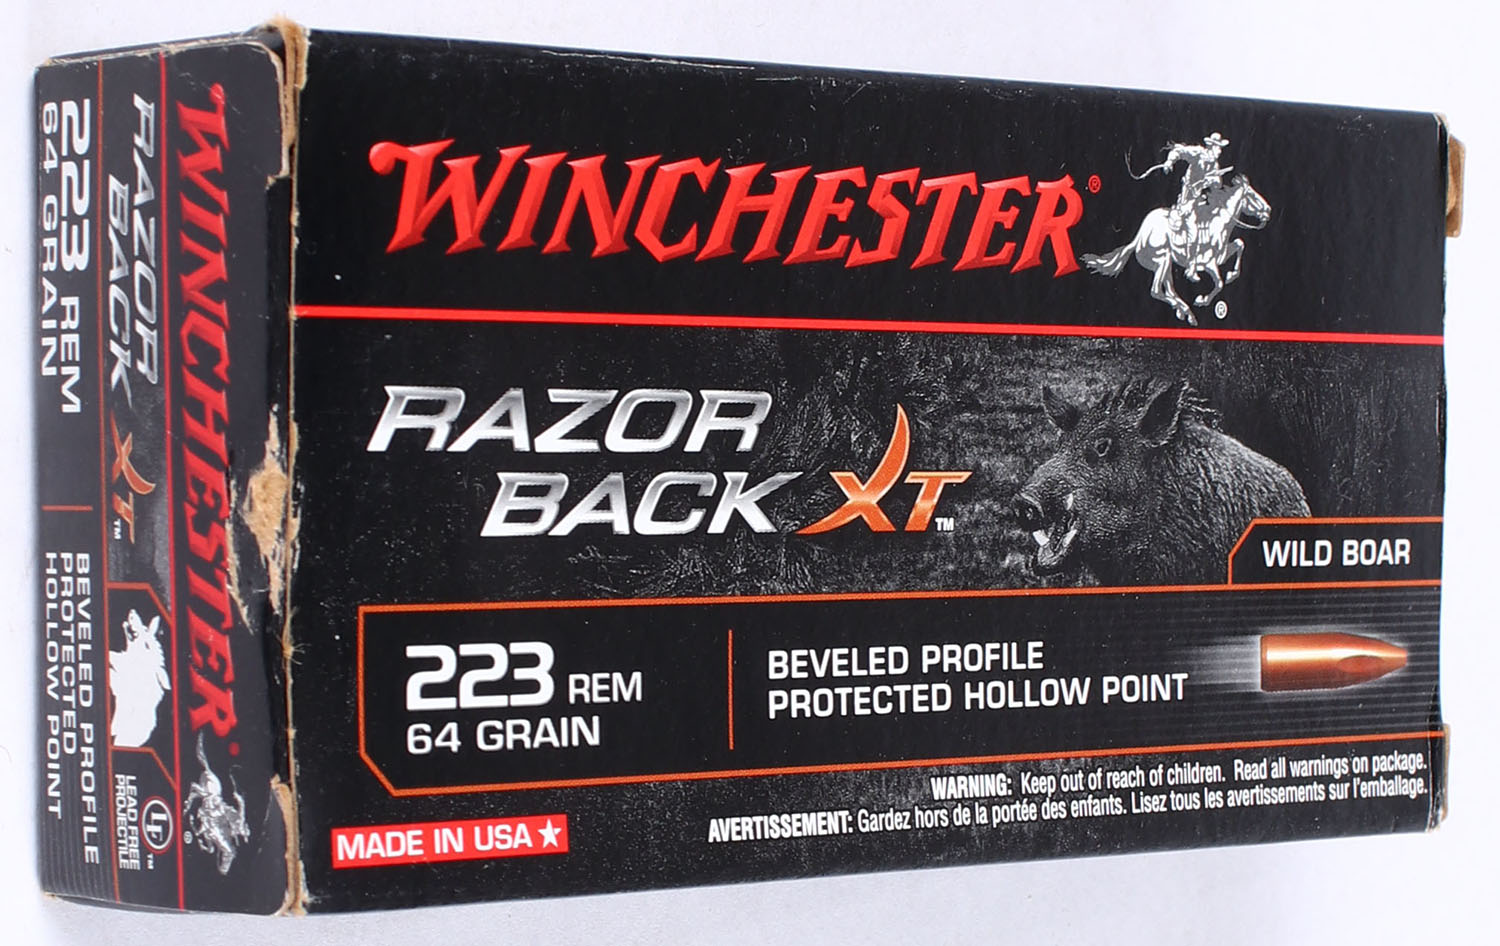 WINCHESTER®
®
RAZOR
BACK XT™
WILD BOAR
223 REM
64 GRAIN
BEVELED PROFILE
PROTECTED HOLLOW POINT
WARNING: Keep out of reach of children. Read all warnings on package.
AVERTISSEMENT: Gardez hors de la portée des enfants. Lisez tous les avertissements sur l'emballage.
MADE IN USA
WINCHESTER®
®
RAZOR
BACK XT™
223 REM
64 GRAIN
BEVELED PROFILE
PROTECTED
HOLLOW POINT
LF™
LEAD FREE
PROJECTILE